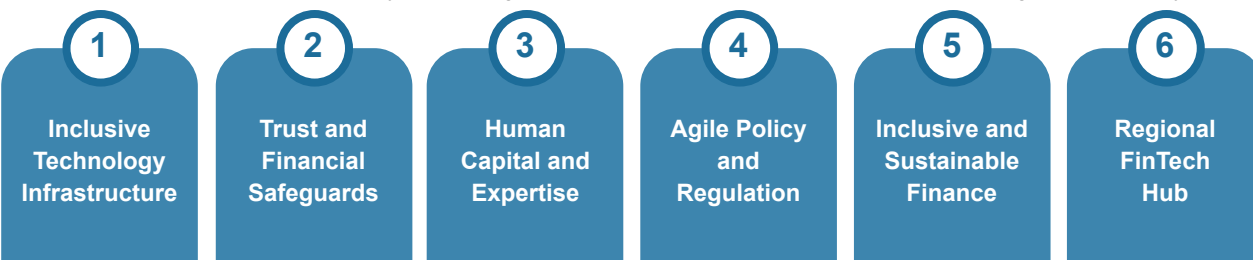 1
Inclusive
Technology
Infrastructure
2
Trust and
Financial
Safeguards
3
Human
Capital and
Expertise
4
Agile Policy
and
Regulation
5
Inclusive and
Sustainable
Finance
6
Regional
FinTech
Hub